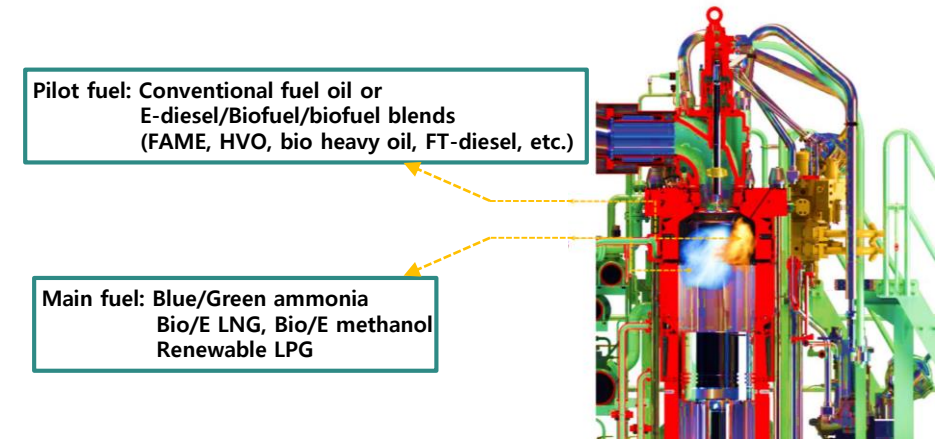 Pilot fuel: Conventional fuel oil or
E-diesel/Biofuel/biofuel blends
(FAME, HVO, bio heavy oil, FT-diesel, etc.)
Main fuel: Blue/Green ammonia
Bio/E LNG, Bio/E methanol
Renewable LPG